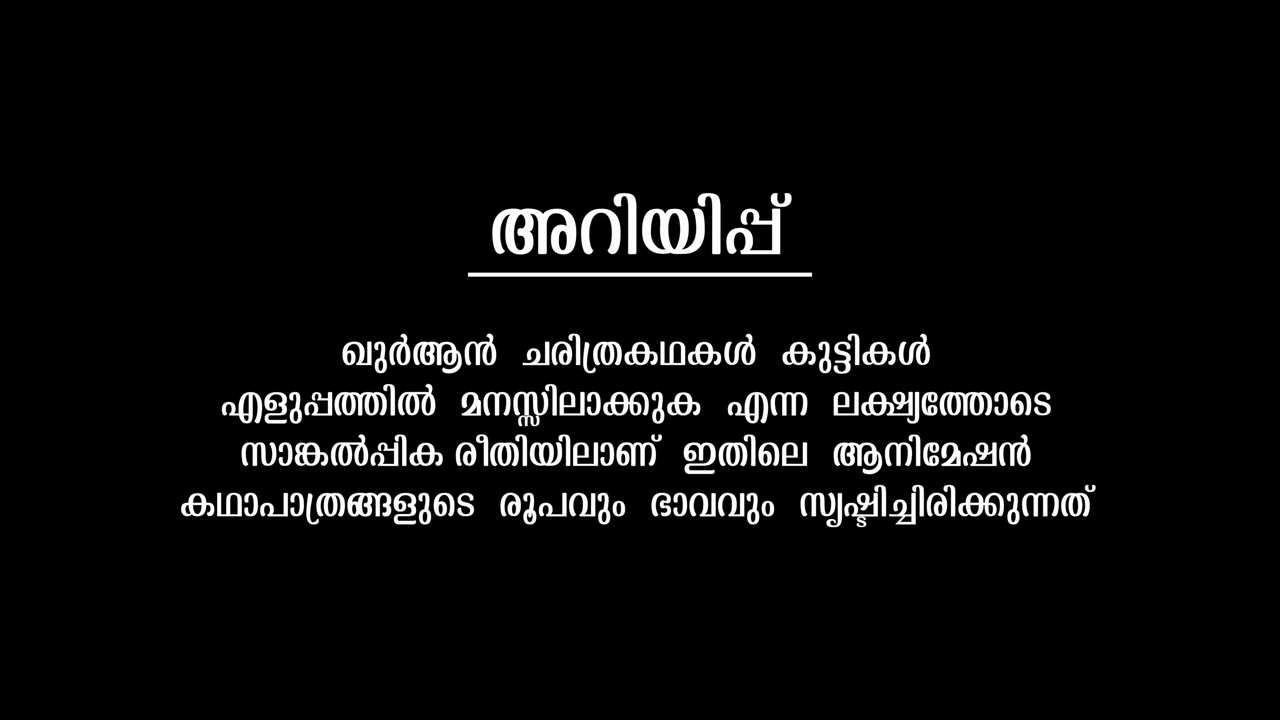 അറിയിപ്പ്
ഖുർആൻ ചരിത്രകഥകൾ കുട്ടികൾ
എളുപ്പത്തിൽ മനസ്സിലാക്കുക എന്ന ലക്ഷ്യത്തോടെ
സാങ്കൽപ്പിക രീതിയിലാണ് ഇതിലെ ആനിമേഷൻ
കഥാപാത്രങ്ങളുടെ രൂപവും ഭാവവും സൃഷ്ടിച്ചിരിക്കുന്നത്